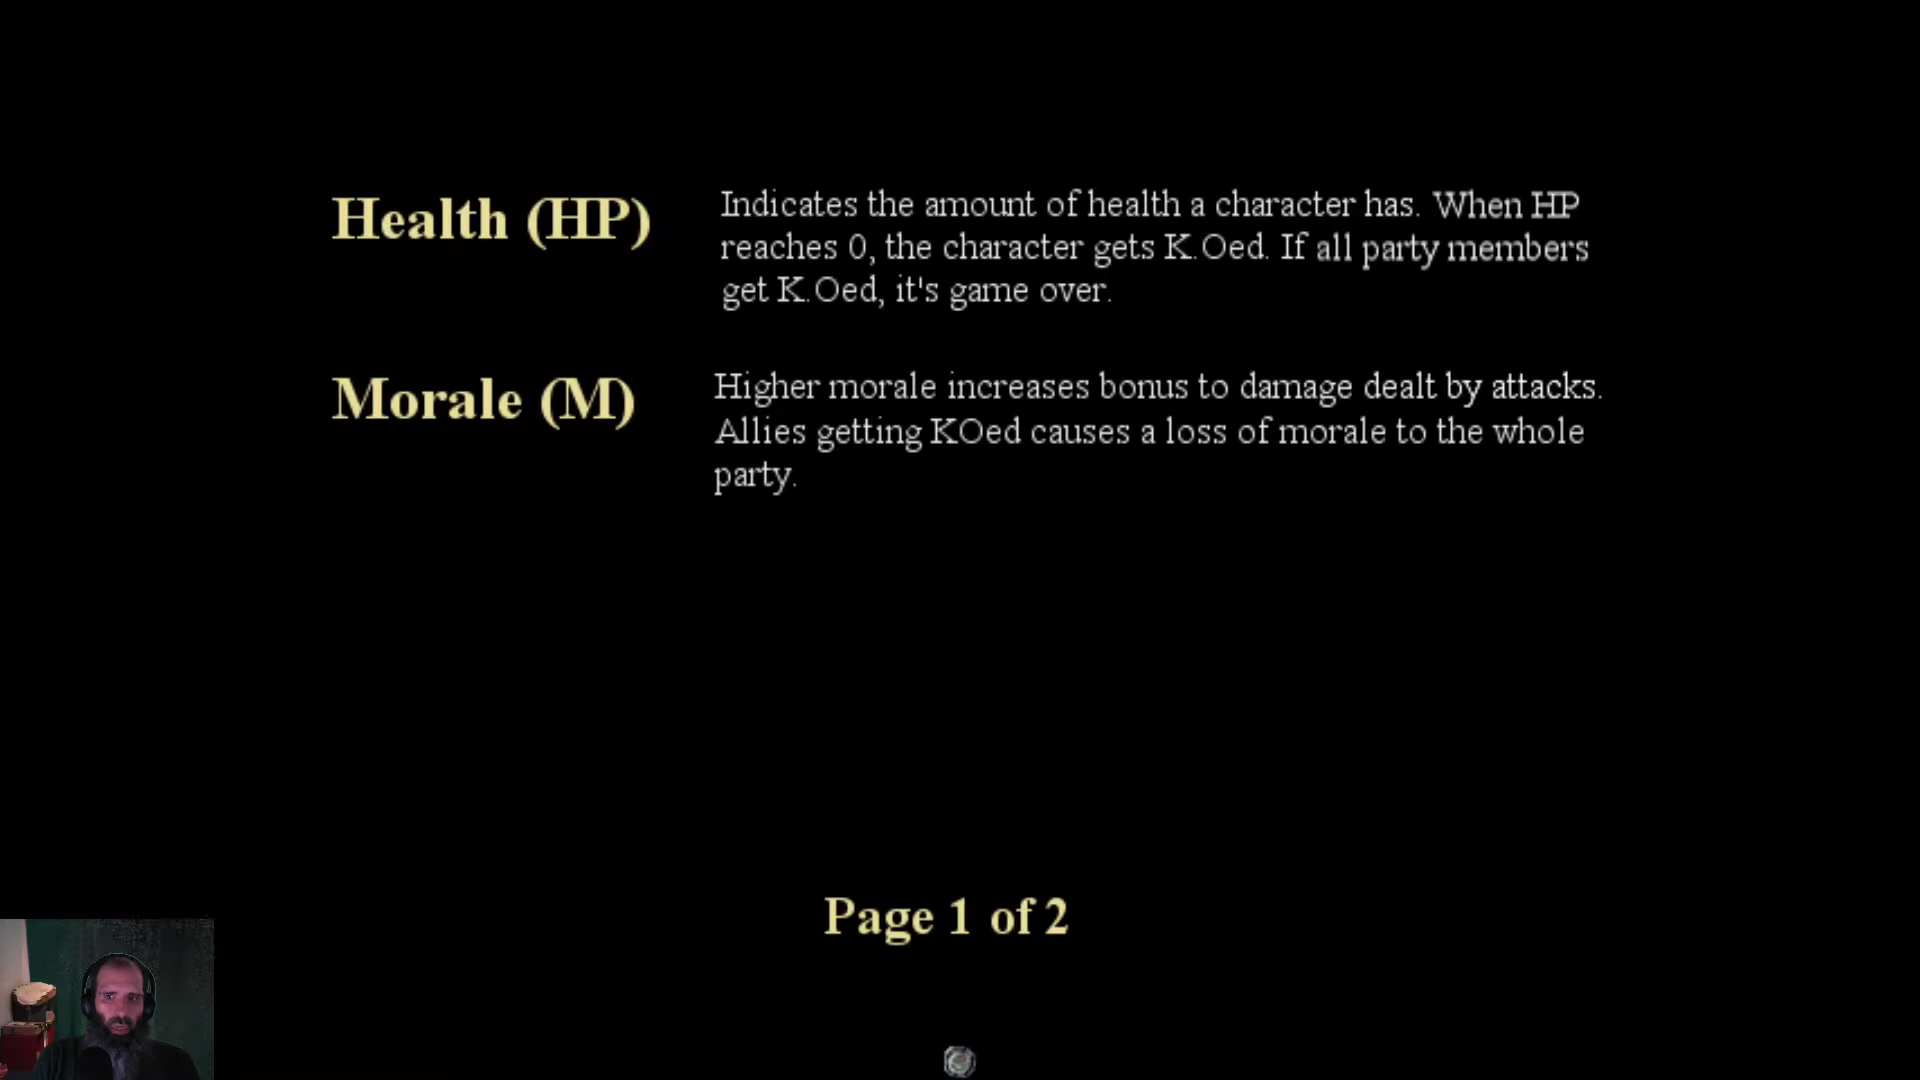 Health (HP)
Indicates the amount of health a character has. When HP
reaches 0, the character gets K.Oed. If all party members
get K.Oed, it's game over.
Morale (M)
Higher morale increases bonus to damage dealt by attacks.
Allies getting KOed causes a loss of morale to the whole
party.
Page 1 of 2